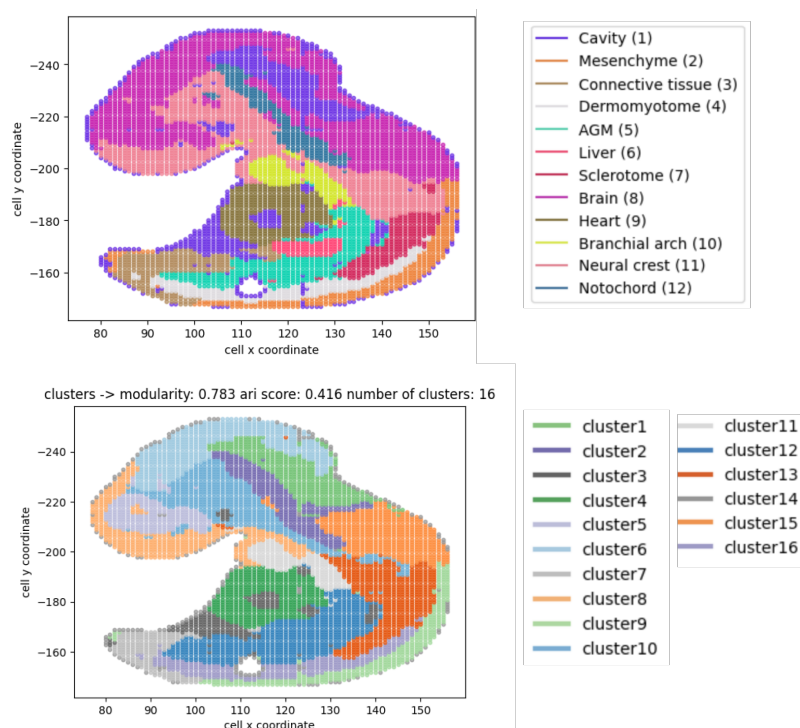 −240
−220
−200
−180
−160
cell y coordinate
80 90 100 110 120 130 140 150
cell x coordinate
Cavity (1)
Mesenchyme (2)
Connective tissue (3)
Dermomyotome (4)
AGM (5)
Liver (6)
Sclerotome (7)
Brain (8)
Heart (9)
Branchial arch (10)
Neural crest (11)
Notochord (12)
clusters -> modularity: 0.783 ari score: 0.416 number of clusters: 16
−240
−220
−200
−180
−160
cell y coordinate
80 90 100 110 120 130 140 150
cell x coordinate
cluster1
cluster2
cluster3
cluster4
cluster5
cluster6
cluster7
cluster8
cluster9
cluster10
cluster11
cluster12
cluster13
cluster14
cluster15
cluster16